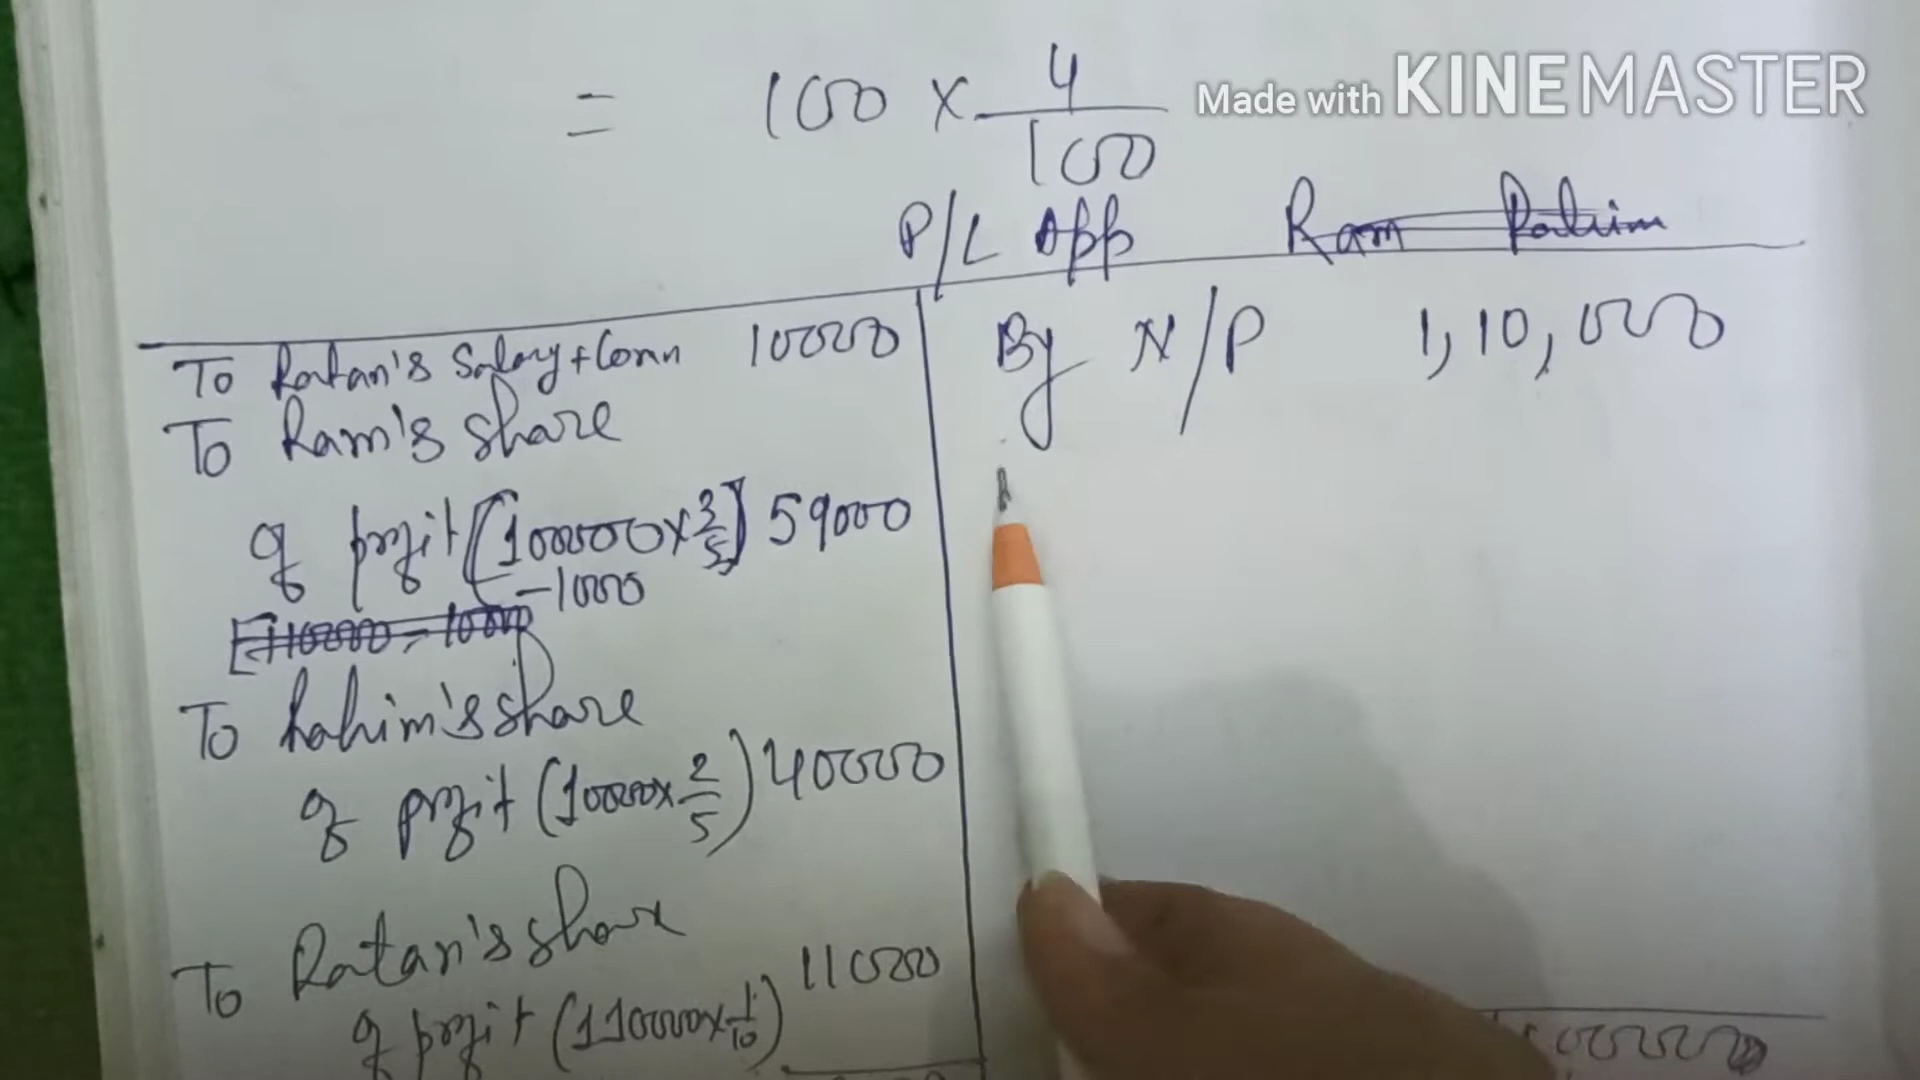 = 100 × 4/100
Made with KINEMASTER
P/L App Ram Rahim
To Ratan's Salary + Comn 10000
By N/P 1,10,000
To Ram's share
of profit [100000 × 3/5] 59000
-1000
[110000 - 10000
To Rahim's share
of profit (100000 × 2/5) 40000
To Ratan's share
of profit (110000 × 1/10) 11000